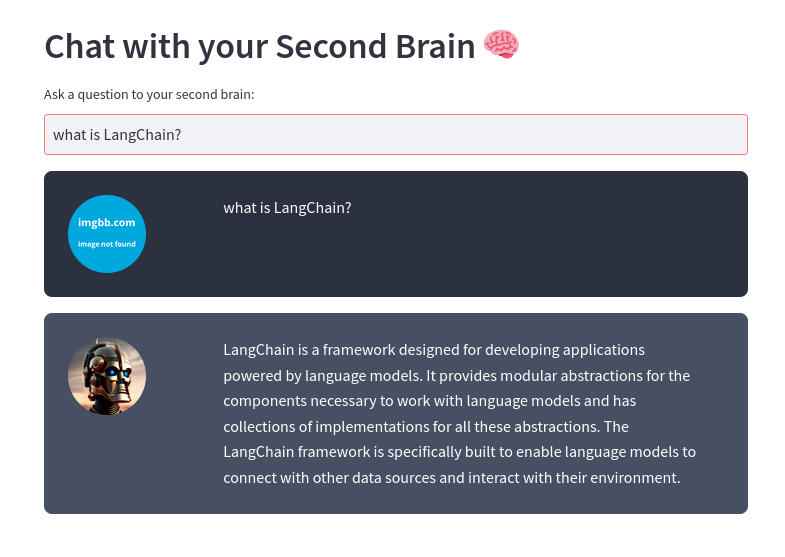 Chat with your Second Brain 🧠
Ask a question to your second brain:
what is LangChain?
imgbb.com
image not found
what is LangChain?
LangChain is a framework designed for developing applications
powered by language models. It provides modular abstractions for the
components necessary to work with language models and has
collections of implementations for all these abstractions. The
LangChain framework is specifically built to enable language models to
connect with other data sources and interact with their environment.